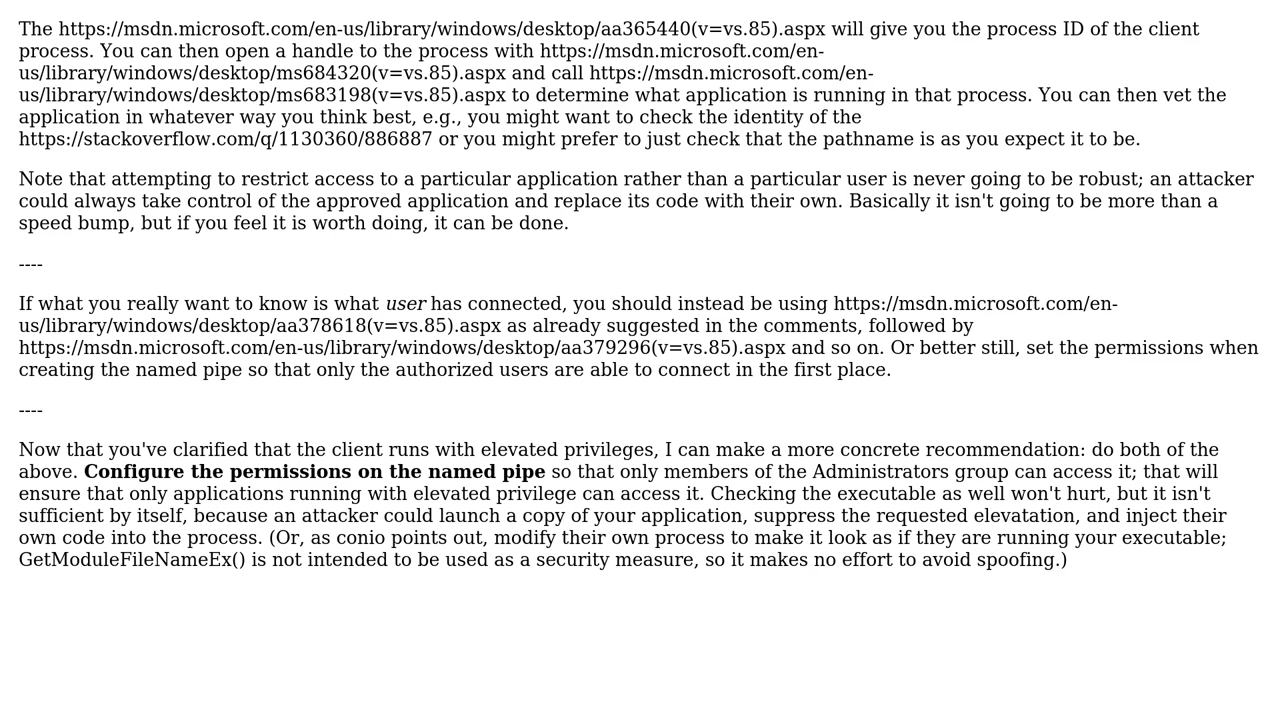 The https://msdn.microsoft.com/en-us/library/windows/desktop/aa365440(v=vs.85).aspx will give you the process ID of the client
process. You can then open a handle to the process with https://msdn.microsoft.com/en-
us/library/windows/desktop/ms684320(v=vs.85).aspx and call https://msdn.microsoft.com/en-
us/library/windows/desktop/ms683198(v=vs.85).aspx to determine what application is running in that process. You can then vet the
application in whatever way you think best, e.g., you might want to check the identity of the
https://stackoverflow.com/q/1130360/886887 or you might prefer to just check that the pathname is as you expect it to be.
Note that attempting to restrict access to a particular application rather than a particular user is never going to be robust; an attacker
could always take control of the approved application and replace its code with their own. Basically it isn't going to be more than a
speed bump, but if you feel it is worth doing, it can be done.
----
If what you really want to know is what user has connected, you should instead be using https://msdn.microsoft.com/en-
us/library/windows/desktop/aa378618(v=vs.85).aspx as already suggested in the comments, followed by
https://msdn.microsoft.com/en-us/library/windows/desktop/aa379296(v=vs.85).aspx and so on. Or better still, set the permissions when
creating the named pipe so that only the authorized users are able to connect in the first place.
----
Now that you've clarified that the client runs with elevated privileges, I can make a more concrete recommendation: do both of the
above. Configure the permissions on the named pipe so that only members of the Administrators group can access it; that will
ensure that only applications running with elevated privilege can access it. Checking the executable as well won't hurt, but it isn't
sufficient by itself, because an attacker could launch a copy of your application, suppress the requested elevatation, and inject their
own code into the process. (Or, as conio points out, modify their own process to make it look as if they are running your executable;
GetModuleFileNameEx() is not intended to be used as a security measure, so it makes no effort to avoid spoofing.)